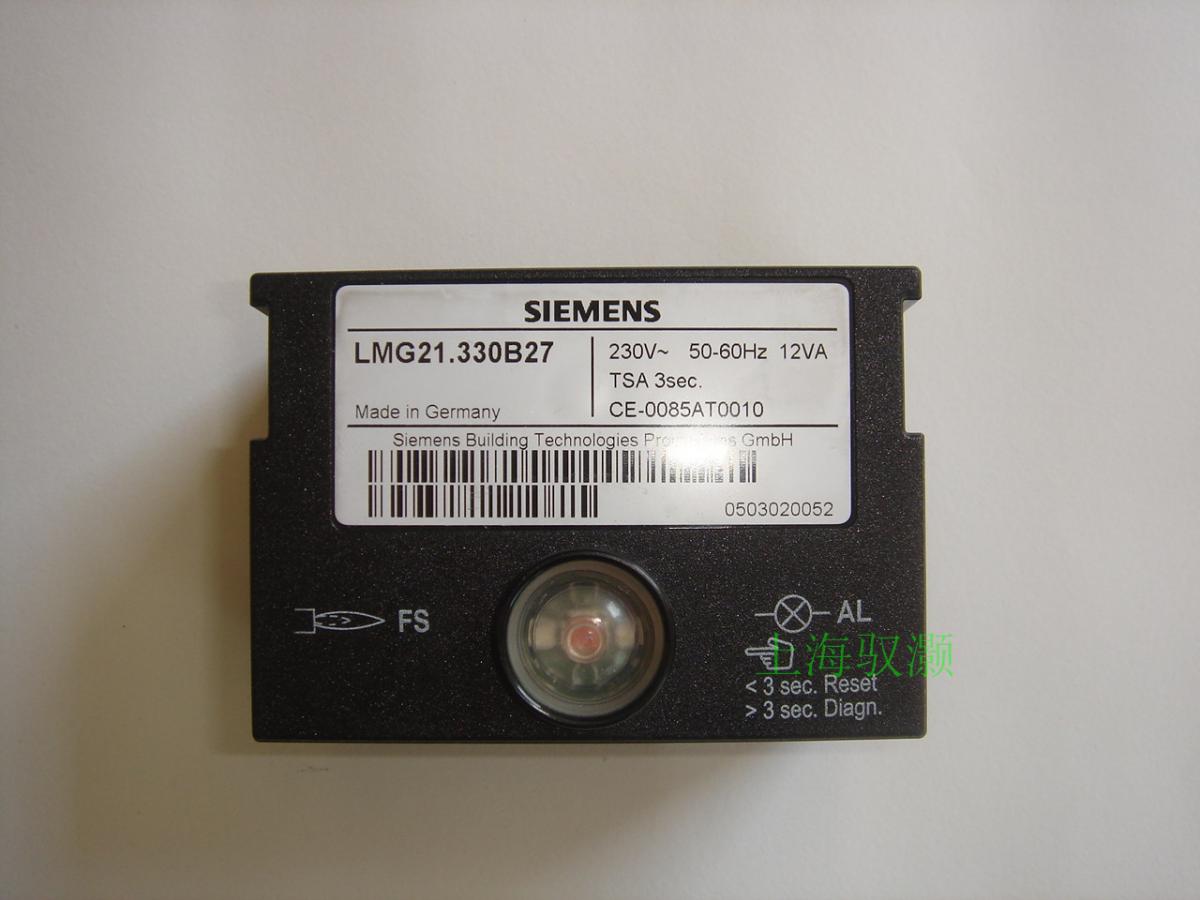 SIEMENS
LMG21.330B27
230V~ 50-60Hz 12VA
TSA 3sec.
Made in Germany
CE-0085AT0010
Siemens Building Technologies GmbH
0503020052
FS
AL
上海驭灏
< 3 sec. Reset
> 3 sec. Diagn.